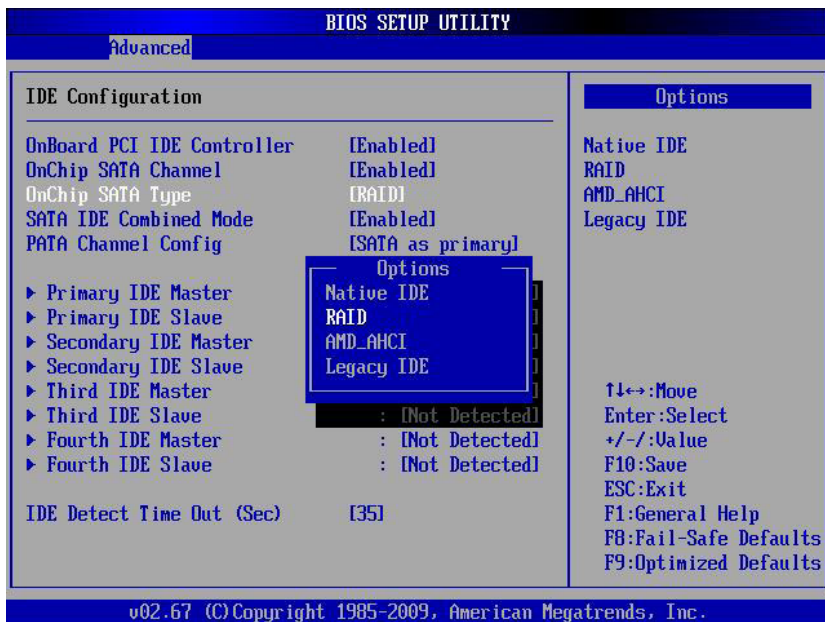 BIOS SETUP UTILITY
Advanced
IDE Configuration
OnBoard PCI IDE Controller [Enabled]
OnChip SATA Channel [Enabled]
OnChip SATA Type [RAID]
SATA IDE Combined Mode [Enabled]
PATA Channel Config [SATA as primary]
Primary IDE Master
Primary IDE Slave
Secondary IDE Master
Secondary IDE Slave
Third IDE Master
Third IDE Slave : [Not Detected]
Fourth IDE Master : [Not Detected]
Fourth IDE Slave : [Not Detected]
IDE Detect Time Out (Sec) [35]
Options
Native IDE
RAID
AMD_AHCI
Legacy IDE
Options
Native IDE
RAID
AMD_AHCI
Legacy IDE
↑↓←→:Move
Enter:Select
+/-/:Value
F10:Save
ESC:Exit
F1:General Help
F8:Fail-Safe Defaults
F9:Optimized Defaults
v02.67 (C)Copyright 1985-2009, American Megatrends, Inc.